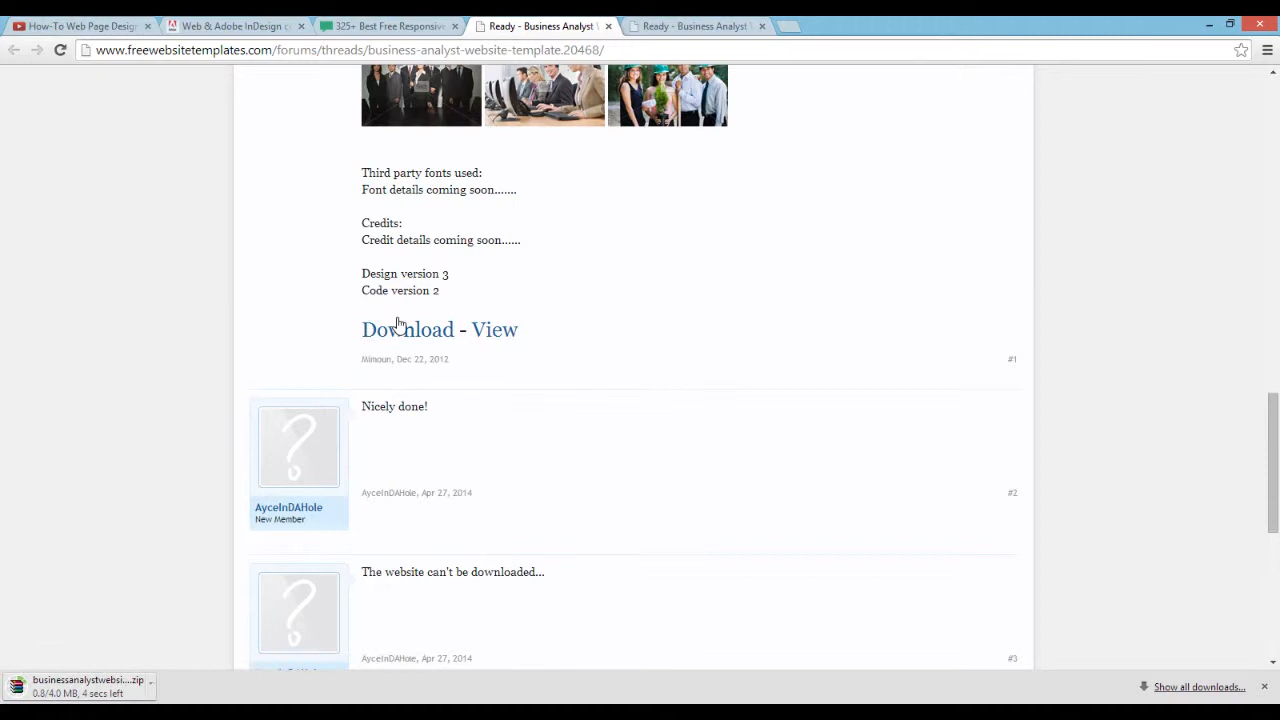 How-To Web Page Desig
Web & Adobe InDesign c
325+ Best Free Responsive
Ready - Business Analyst
Ready - Business Analyst
www.freewebsitetemplates.com/forums/threads/business-analyst-website-template.20468/
Third party fonts used:
Font details coming soon.......
Credits:
Credit details coming soon......
Design version 3
Code version 2
Download - View
Mimoun, Dec 22, 2012
#1
Nicely done!
AyceInDAHole, Apr 27, 2014
#2
AyceInDAHole
New Member
The website can't be downloaded...
AyceInDAHole, Apr 27, 2014
#3
businessanalystwebsi....zip
0.8/4.0 MB, 4 secs left
Show all downloads...